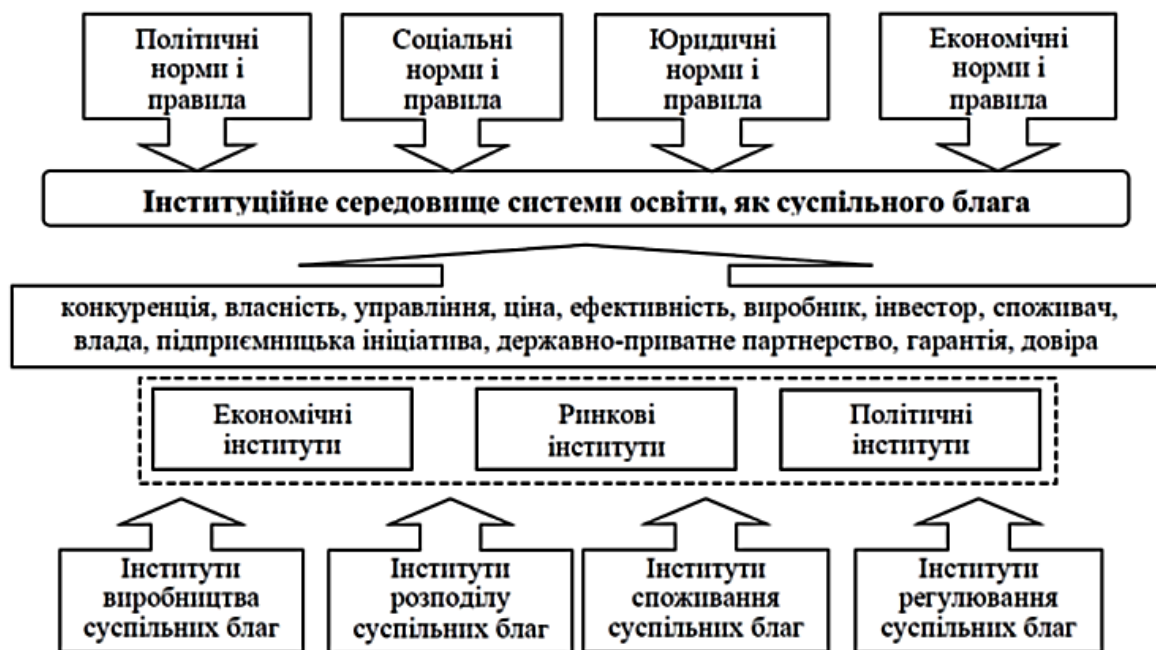 Політичні
норми і
правила
Соціальні
норми і
правила
Юридичні
норми і
правила
Економічні
норми і
правила
Інституційне середовище системи освіти, як суспільного блага
конкуренція, власність, управління, ціна, ефективність, виробник, інвестор, споживач,
влада, підприємницька ініціатива, державно-приватне партнерство, гарантія, довіра
Економічні
інститути
Ринкові
інститути
Політичні
інститути
Інститути
виробництва
суспільних благ
Інститути
розподілу
суспільних благ
Інститути
споживання
суспільних благ
Інститути
регулювання
суспільних благ